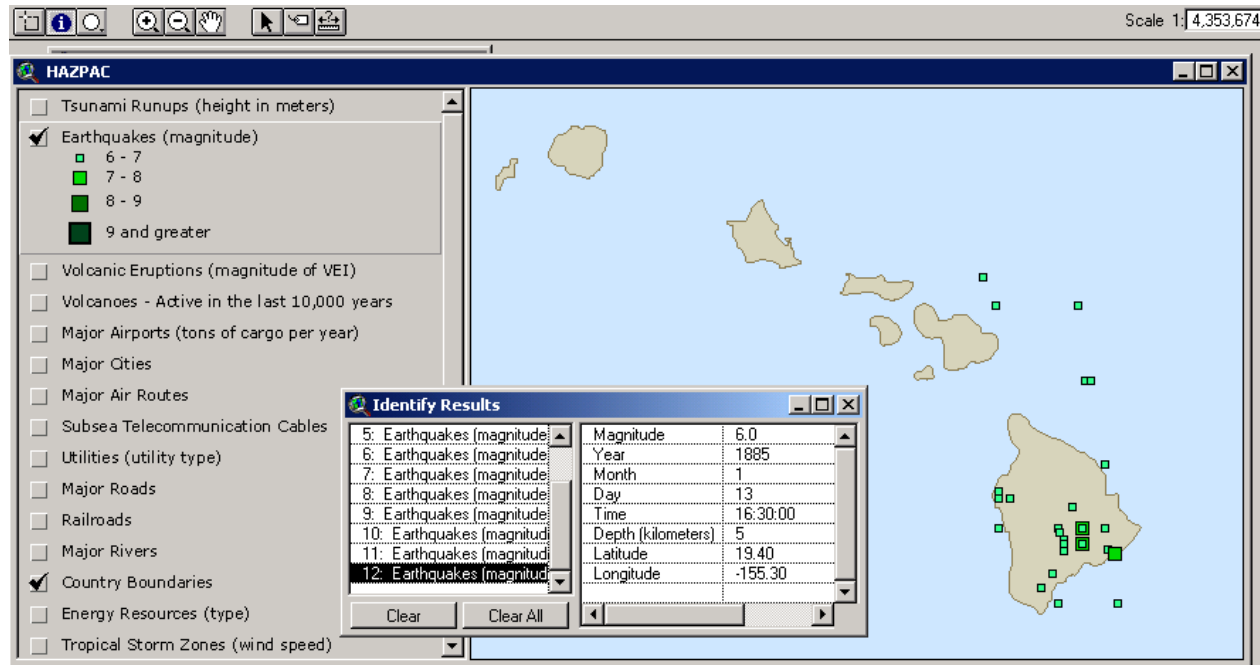 Scale 1: 4,353,674
HAZPAC
Tsunami Runups (height in meters)
Earthquakes (magnitude)
6 - 7
7 - 8
8 - 9
9 and greater
Volcanic Eruptions (magnitude of VEI)
Volcanoes - Active in the last 10,000 years
Major Airports (tons of cargo per year)
Major Cities
Major Air Routes
Subsea Telecommunication Cables
Utilities (utility type)
Major Roads
Railroads
Major Rivers
Country Boundaries
Energy Resources (type)
Tropical Storm Zones (wind speed)
Identify Results
5: Earthquakes (magnitude
6: Earthquakes (magnitude
7: Earthquakes (magnitude
8: Earthquakes (magnitude
9: Earthquakes (magnitude
10: Earthquakes (magnitud
11: Earthquakes (magnitud
12: Earthquakes (magnitud
Clear Clear All
Magnitude 6.0
Year 1885
Month 1
Day 13
Time 16:30:00
Depth (kilometers) 5
Latitude 19.40
Longitude -155.30